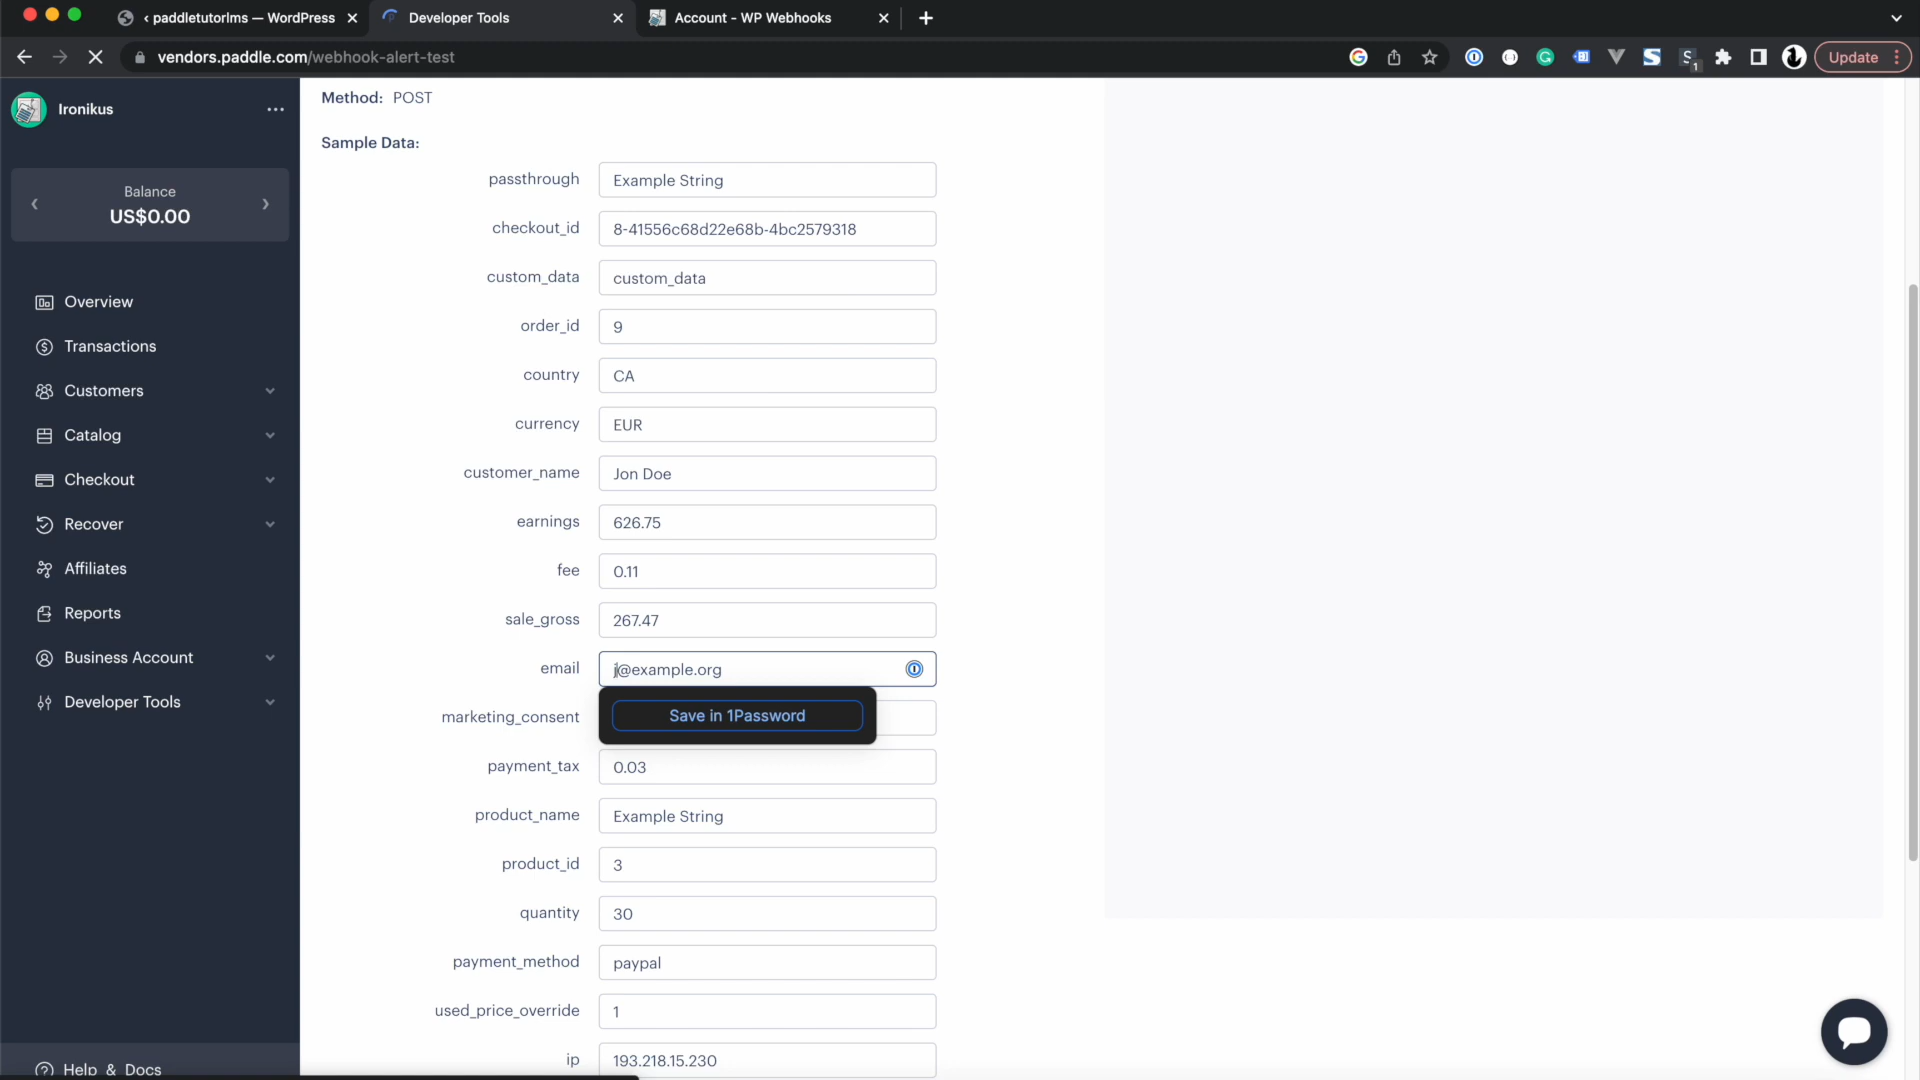 ‹ paddletutorlms — WordPress
Developer Tools
Account - WP Webhooks
vendors.paddle.com/webhook-alert-test
Update
Ironikus
Balance
US$0.00
Overview
Transactions
Customers
Catalog
Checkout
Recover
Affiliates
Reports
Business Account
Developer Tools
Help & Docs
Method: POST
Sample Data:
passthrough Example String
checkout_id 8-41556c68d22e68b-4bc2579318
custom_data custom_data
order_id 9
country CA
currency EUR
customer_name Jon Doe
earnings 626.75
fee 0.11
sale_gross 267.47
email j@example.org
Save in 1Password
marketing_consent
payment_tax 0.03
product_name Example String
product_id 3
quantity 30
payment_method paypal
used_price_override 1
ip 193.218.15.230